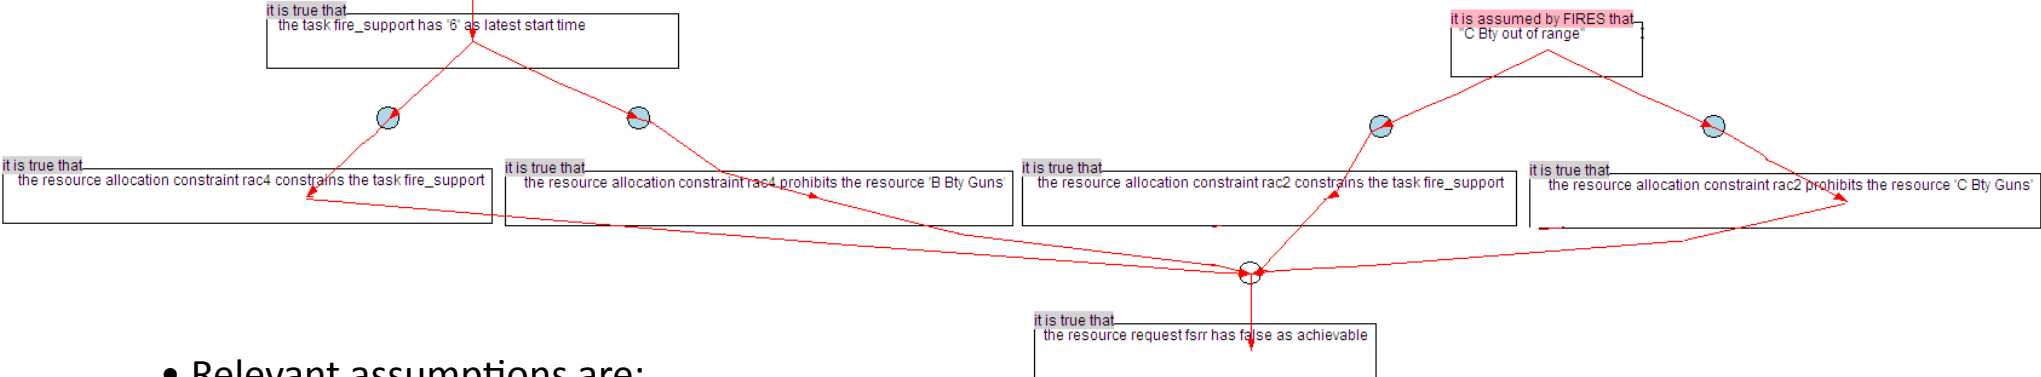 it is true that
the task fire_support has '6' as latest start time
it is assumed by FIRES that
"C Bty out of range"
it is true that
the resource allocation constraint rac4 constrains the task fire_support
it is true that
the resource allocation constraint rac4 prohibits the resource 'B Bty Guns'
it is true that
the resource allocation constraint rac2 constrains the task fire_support
it is true that
the resource allocation constraint rac2 prohibits the resource 'C Bty Guns'
it is true that
the resource request fsrr has false as achievable
• Relevant assumptions are: